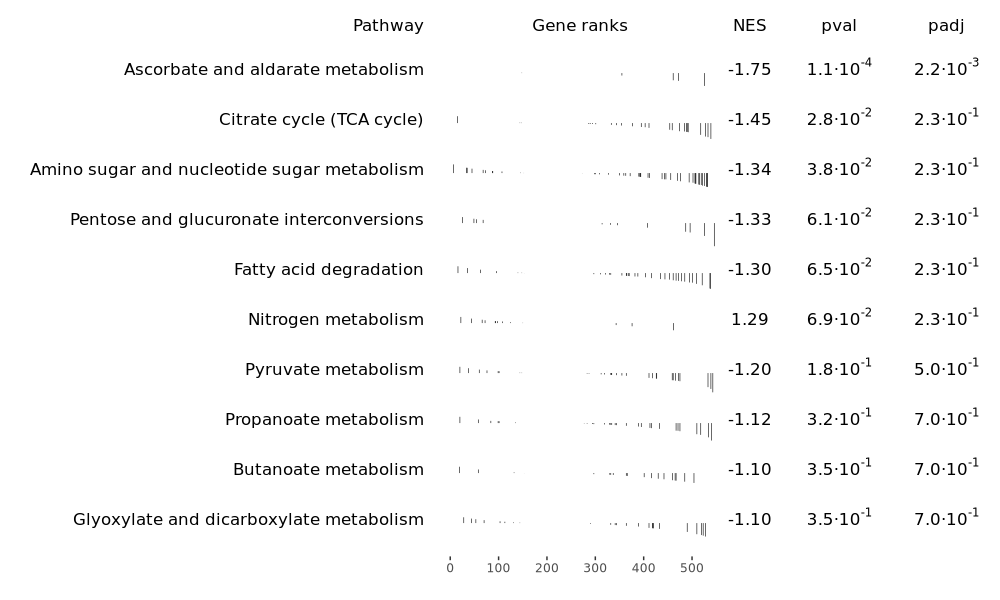 Pathway Gene ranks NES pval padj
Ascorbate and aldarate metabolism -1.75 1.1·10⁻⁴ 2.2·10⁻³
Citrate cycle (TCA cycle) -1.45 2.8·10⁻² 2.3·10⁻¹
Amino sugar and nucleotide sugar metabolism -1.34 3.8·10⁻² 2.3·10⁻¹
Pentose and glucuronate interconversions -1.33 6.1·10⁻² 2.3·10⁻¹
Fatty acid degradation -1.30 6.5·10⁻² 2.3·10⁻¹
Nitrogen metabolism 1.29 6.9·10⁻² 2.3·10⁻¹
Pyruvate metabolism -1.20 1.8·10⁻¹ 5.0·10⁻¹
Propanoate metabolism -1.12 3.2·10⁻¹ 7.0·10⁻¹
Butanoate metabolism -1.10 3.5·10⁻¹ 7.0·10⁻¹
Glyoxylate and dicarboxylate metabolism -1.10 3.5·10⁻¹ 7.0·10⁻¹
0 100 200 300 400 500